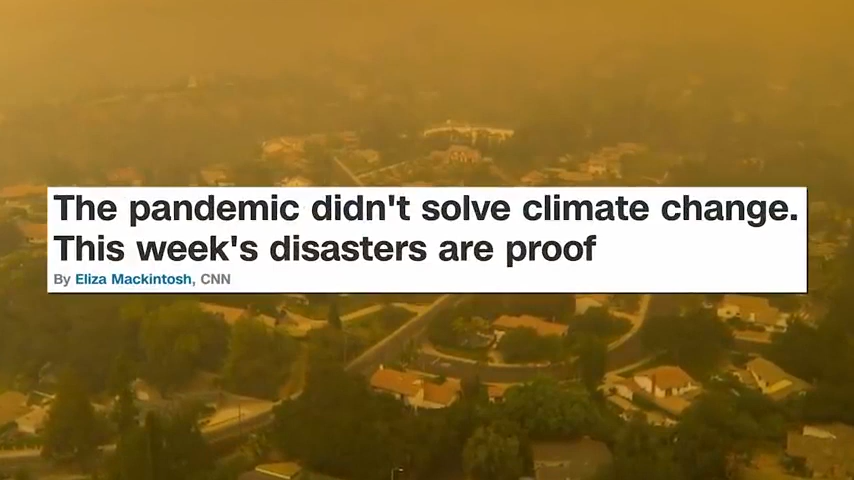 The pandemic didn't solve climate change.
This week's disasters are proof
By Eliza Mackintosh, CNN